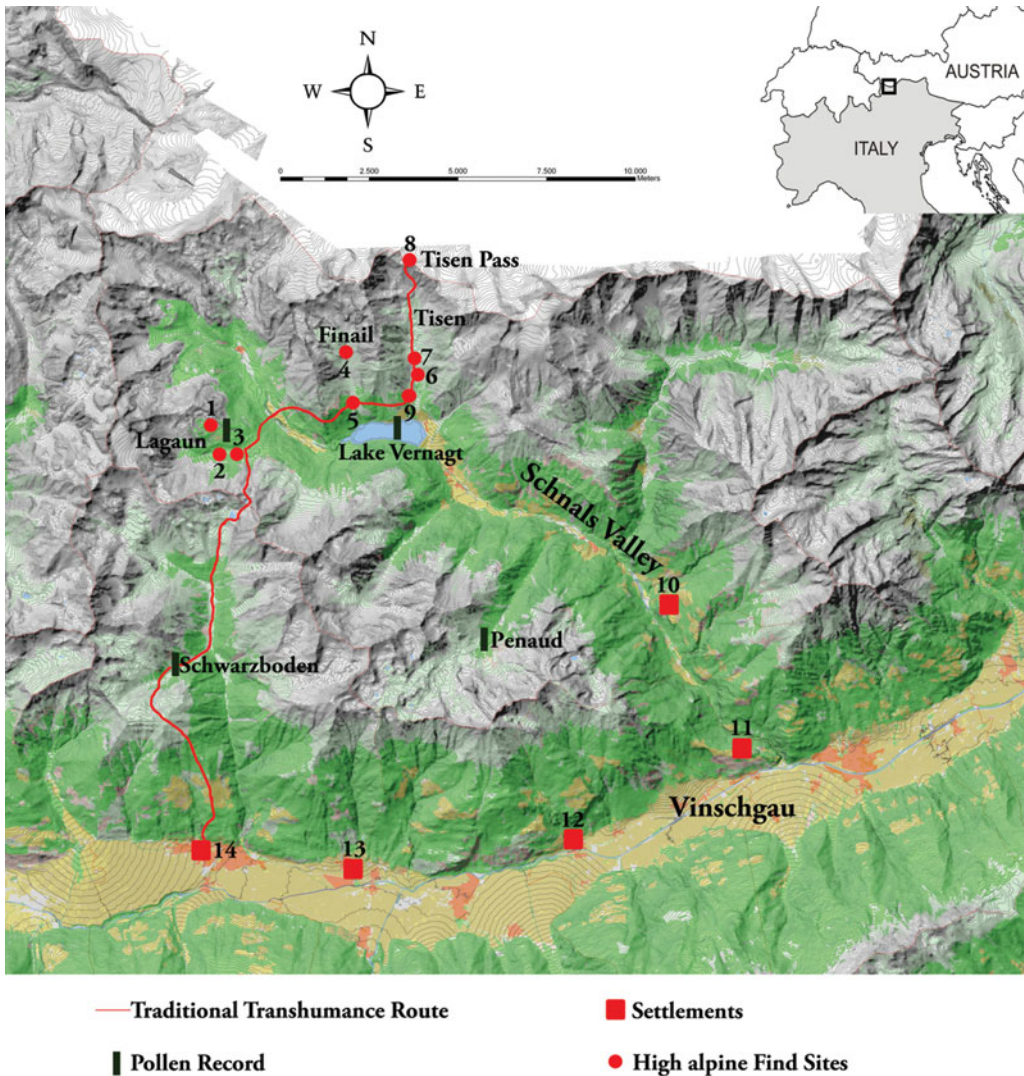 N
W E
S
2.500 5.000 7.500 10.000
Meters
AUSTRIA
ITALY
8
Tisen Pass
Tisen
Finail
4
7
6
1
5
9
Lagaun
3
2
Lake Vernagt
Schnals Valley
10
Penaud
Schwarzboden
11
Vinschgau
12
14
13
Traditional Transhumance Route
Settlements
Pollen Record
High alpine Find Sites